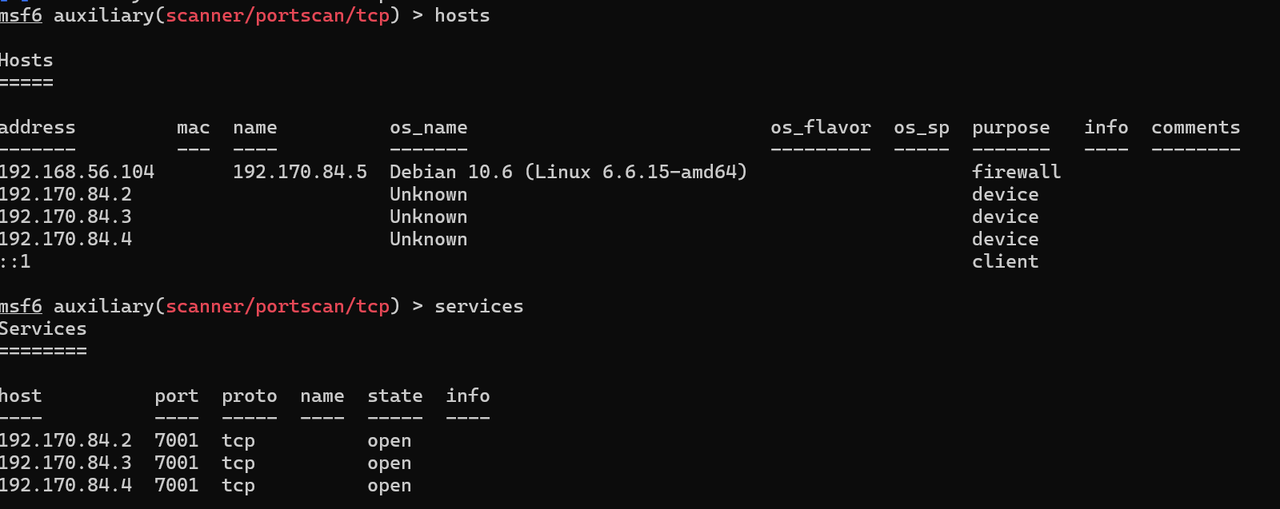 msf6 auxiliary(scanner/portscan/tcp) > hosts
Hosts
=====
address mac name os_name os_flavor os_sp purpose info comments
------- --- ---- ------- --------- ----- ------- ---- --------
192.168.56.104 192.170.84.5 Debian 10.6 (Linux 6.6.15-amd64) firewall
192.170.84.2 Unknown device
192.170.84.3 Unknown device
192.170.84.4 Unknown device
::1 client
msf6 auxiliary(scanner/portscan/tcp) > services
Services
========
host port proto name state info
---- ---- ----- ---- ----- ----
192.170.84.2 7001 tcp open
192.170.84.3 7001 tcp open
192.170.84.4 7001 tcp open